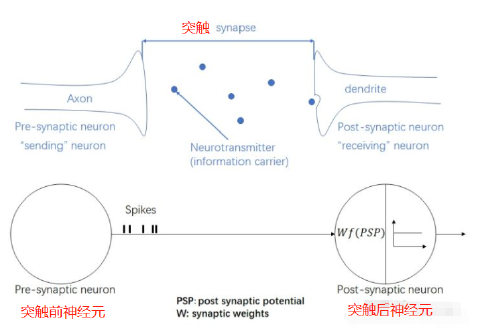 突触 synapse
Axon
dendrite
Pre-synaptic neuron
"sending" neuron
Neurotransmitter
(information carrier)
Post-synaptic neuron
"receiving" neuron
Spikes
Wf(PSP)
Pre-synaptic neuron
突触前神经元
PSP: post synaptic potential
W: synaptic weights
Post-synaptic neuron
突触后神经元